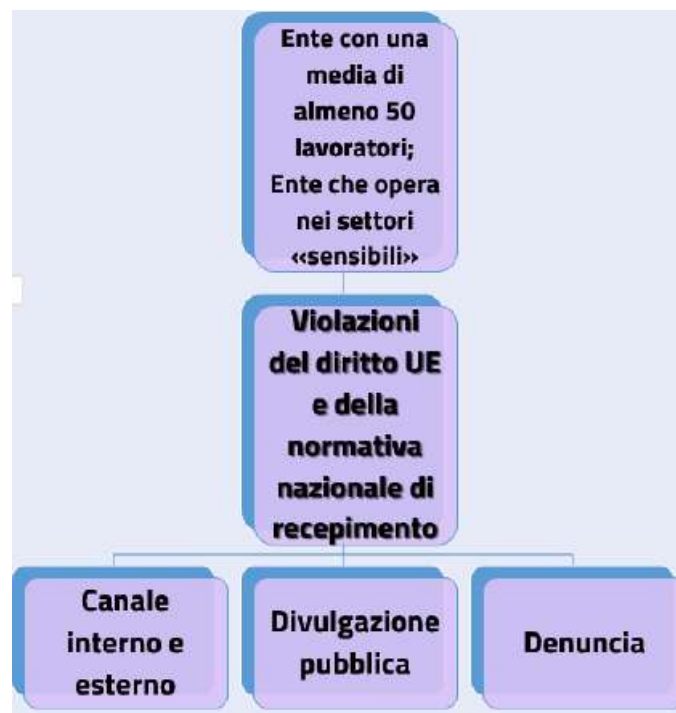 Ente con una
media di
almeno 50
lavoratori;
Ente che opera
nei settori
«sensibili»
Violazioni
del diritto UE
e della
normativa
nazionale di
recepimento
Canale
interno e
esterno
Divulgazione
pubblica
Denuncia